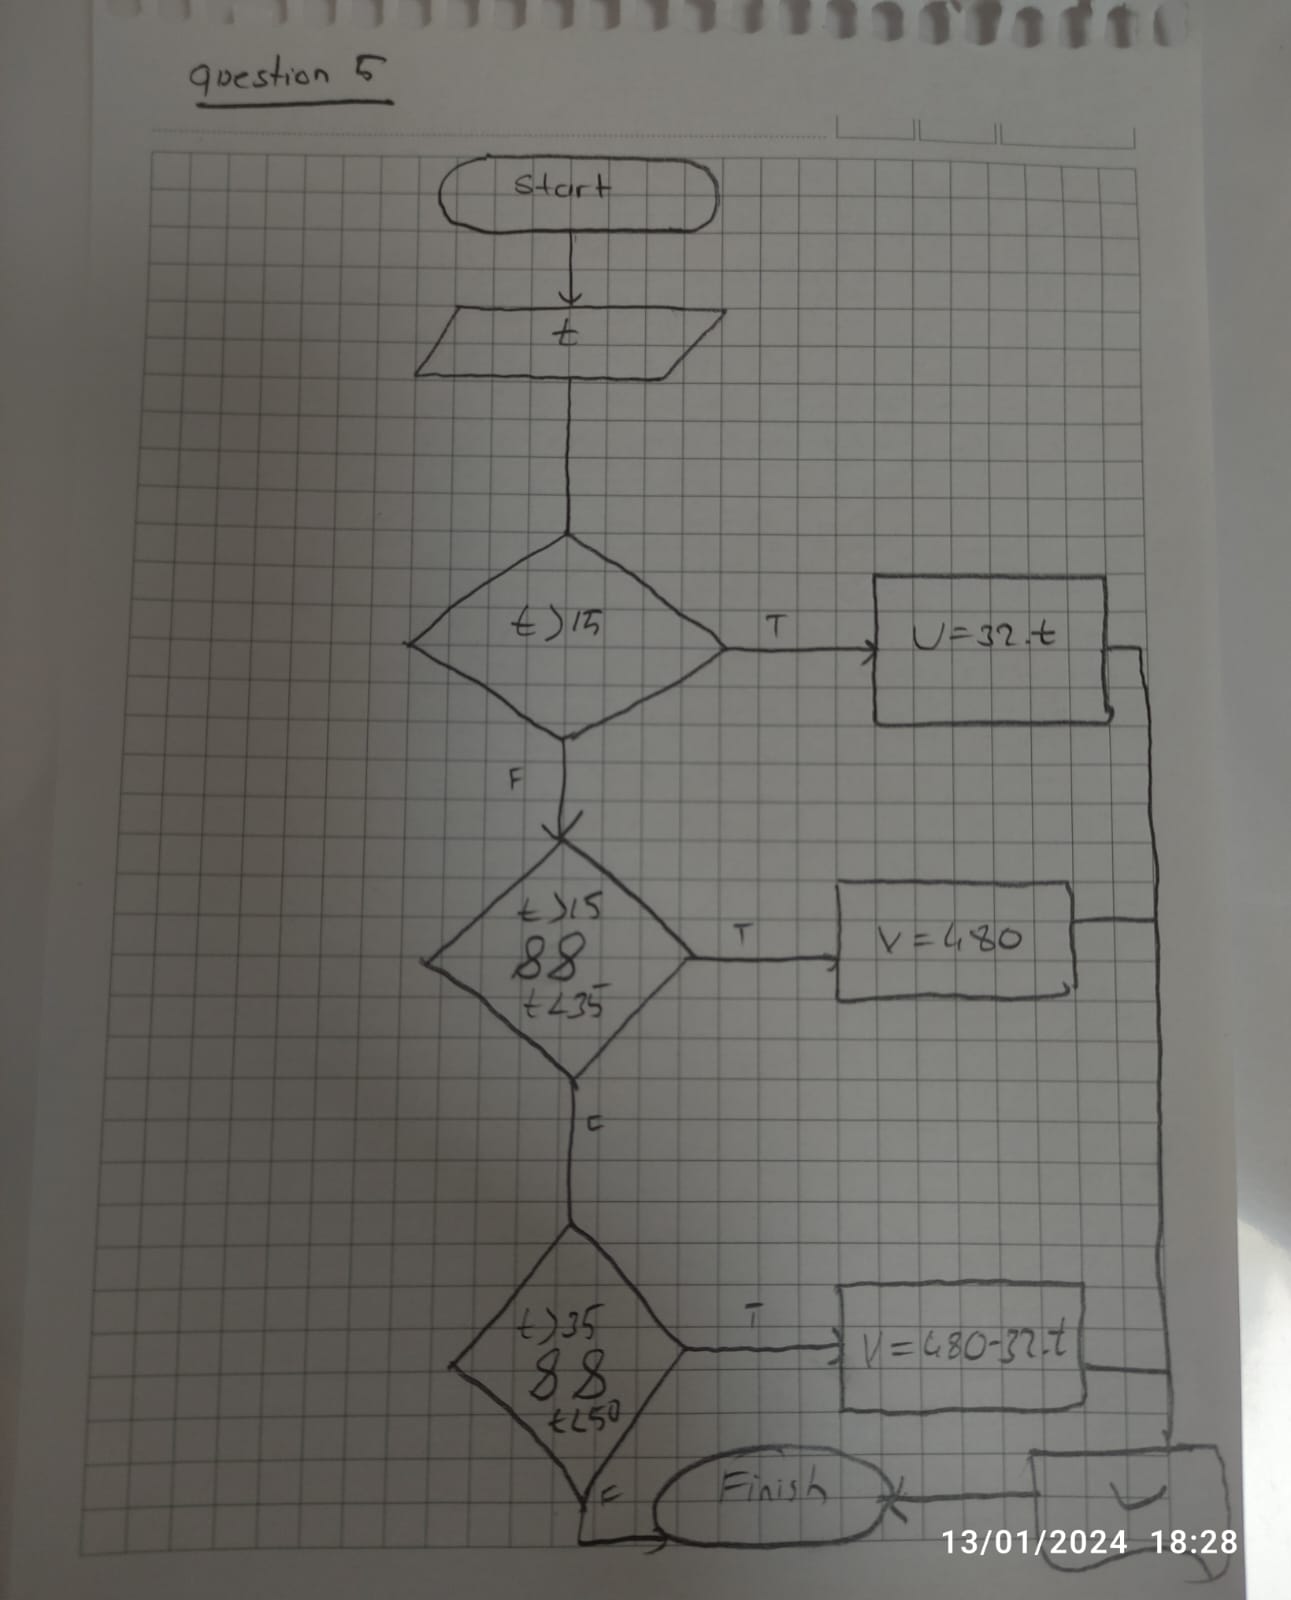 question 5
Start
t
t>15
T
U=32.t
F
t>15
88
t<35
T
V=480
F
t>35
88
t<50
T
V=480-32.t
F
Finish
U
13/01/2024 18:28